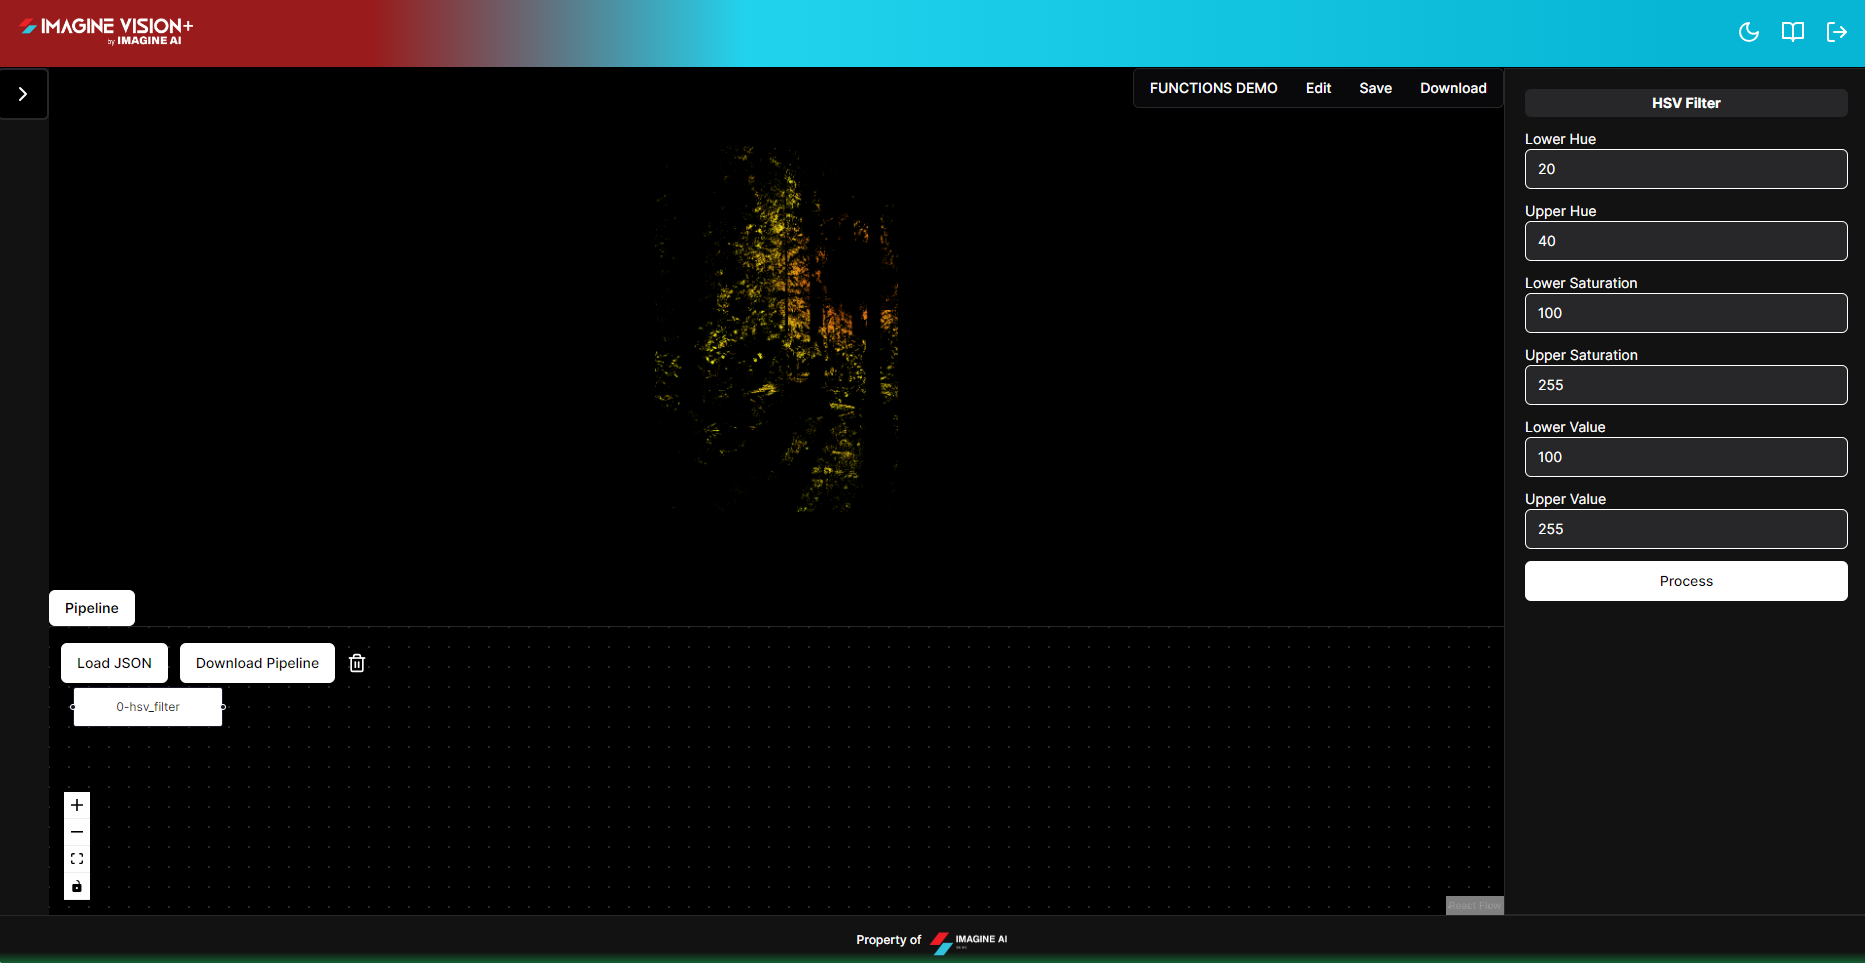 IMAGINE VISION+
by IMAGINE AI
FUNCTIONS DEMO Edit Save Download
HSV Filter
Lower Hue
20
Upper Hue
40
Lower Saturation
100
Upper Saturation
255
Lower Value
100
Upper Value
255
Process
Pipeline
Load JSON Download Pipeline
0-hsv_filter
React Flow
Property of IMAGINE AI